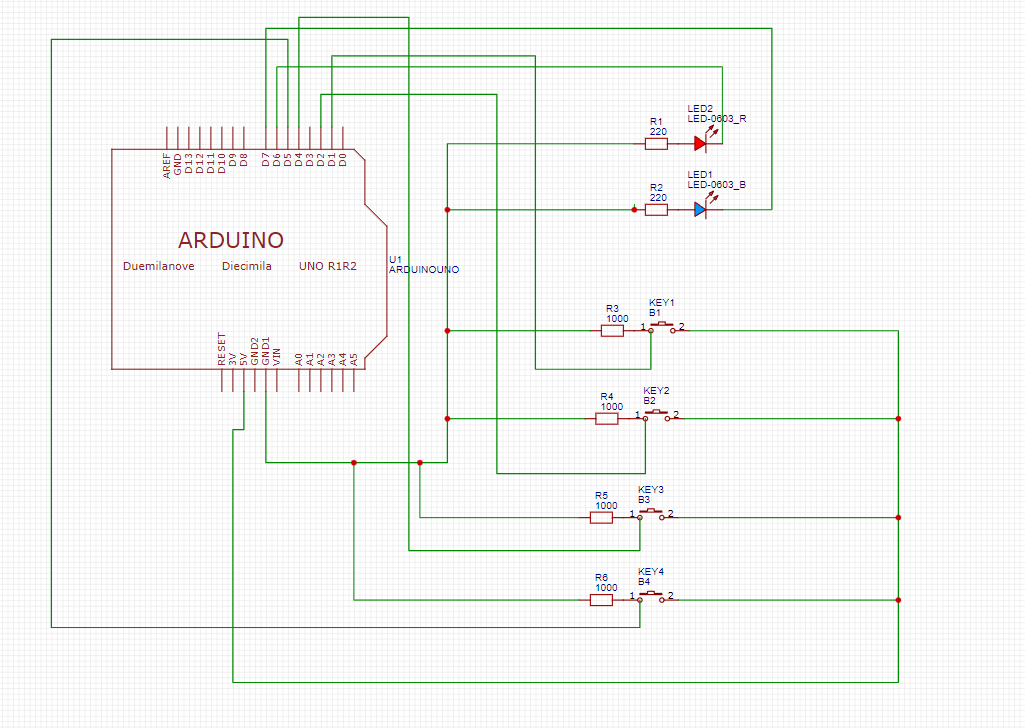 LED2
LED-0603_R
R1
220
AREF
GND
D13
D12
D11
D10
D9
D8
D7
D6
D5
D4
D3
D2
D1
D0
LED1
LED-0603_B
R2
220
ARDUINO
Duemilanove
Diecimila
UNO R1R2
U1
ARDUINOUNO
RESET
3V
5V
GND2
GND1
VIN
A0
A1
A2
A3
A4
A5
R3
1000
KEY1
B1
1
2
R4
1000
KEY2
B2
1
2
R5
1000
KEY3
B3
1
2
R6
1000
KEY4
B4
1
2